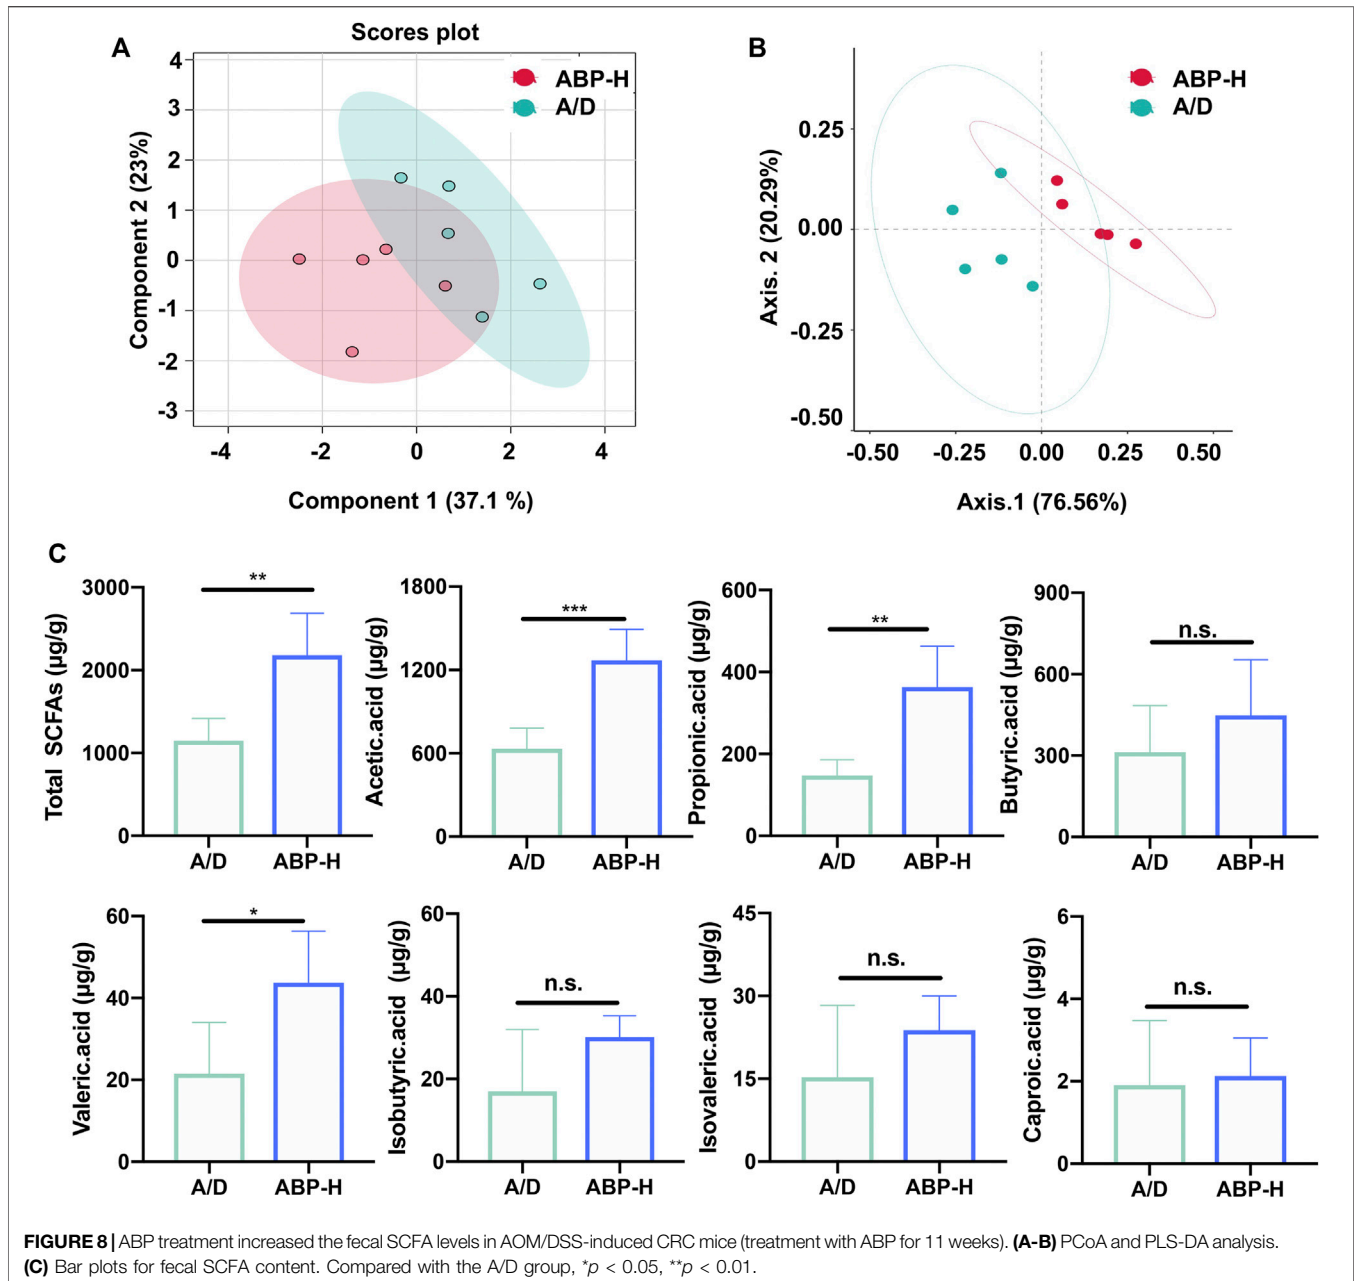 A
Scores plot
ABP-H
A/D
4
3
2
1
0
-1
-2
-3
Component 2 (23%)
-4
-2
0
2
4
Component 1 (37.1 %)
B
ABP-H
A/D
0.25
0.00
-0.25
-0.50
Axis. 2 (20.29%)
-0.50
-0.25
0.00
0.25
0.50
Axis.1 (76.56%)
C
Total SCFAs (µg/g)
3000
2000
1000
0
**
A/D
ABP-H
Acetic.acid (µg/g)
1800
1200
600
0
***
A/D
ABP-H
Propionic.acid (µg/g)
600
400
200
0
**
A/D
ABP-H
Butyric.acid (µg/g)
900
600
300
0
n.s.
A/D
ABP-H
Valeric.acid (µg/g)
60
40
20
0
*
A/D
ABP-H
Isobutyric.acid (µg/g)
60
40
20
0
n.s.
A/D
ABP-H
Isovaleric.acid (µg/g)
45
30
15
0
n.s.
A/D
ABP-H
Caproic.acid (µg/g)
6
4
2
0
n.s.
A/D
ABP-H
FIGURE 8 | ABP treatment increased the fecal SCFA levels in AOM/DSS-induced CRC mice (treatment with ABP for 11 weeks). (A-B) PCoA and PLS-DA analysis.
(C) Bar plots for fecal SCFA content. Compared with the A/D group, *p < 0.05, **p < 0.01.